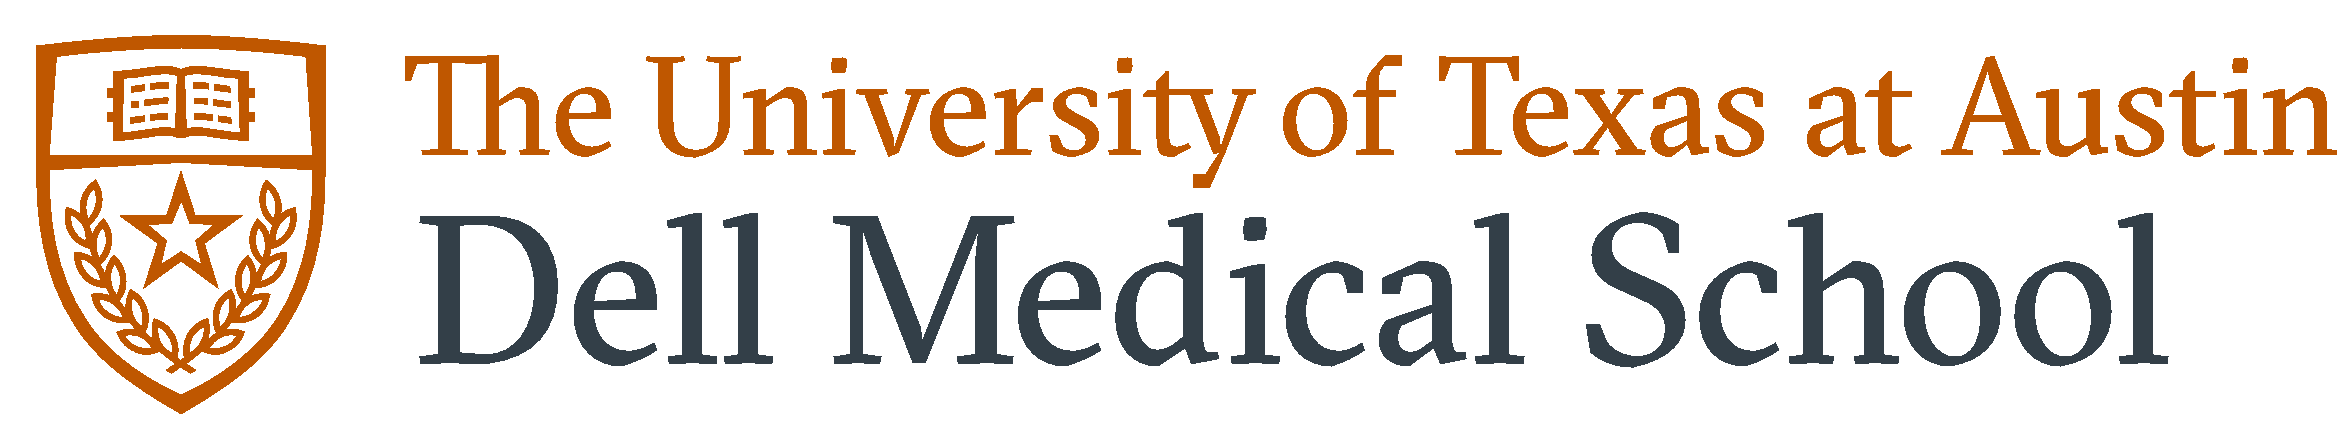 The University of Texas at Austin
Dell Medical School